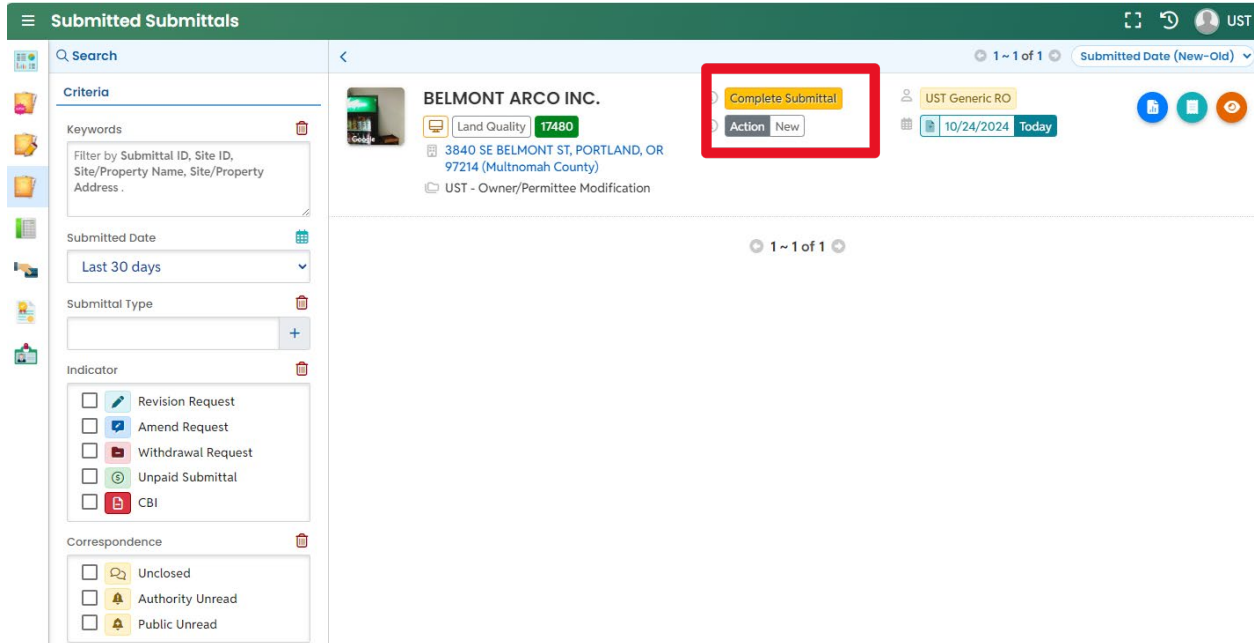 Submitted Submittals
UST
Search
1 ~ 1 of 1
Submitted Date (New-Old)
Criteria
Keywords
Filter by Submittal ID, Site ID,
Site/Property Name, Site/Property
Address .
Submitted Date
Last 30 days
Submittal Type
+
Indicator
Revision Request
Amend Request
Withdrawal Request
Unpaid Submittal
CBI
Correspondence
Unclosed
Authority Unread
Public Unread
Google
BELMONT ARCO INC.
Land Quality 17480
3840 SE BELMONT ST, PORTLAND, OR
97214 (Multnomah County)
UST - Owner/Permittee Modification
Complete Submittal
Action New
UST Generic RO
10/24/2024 Today
1 ~ 1 of 1